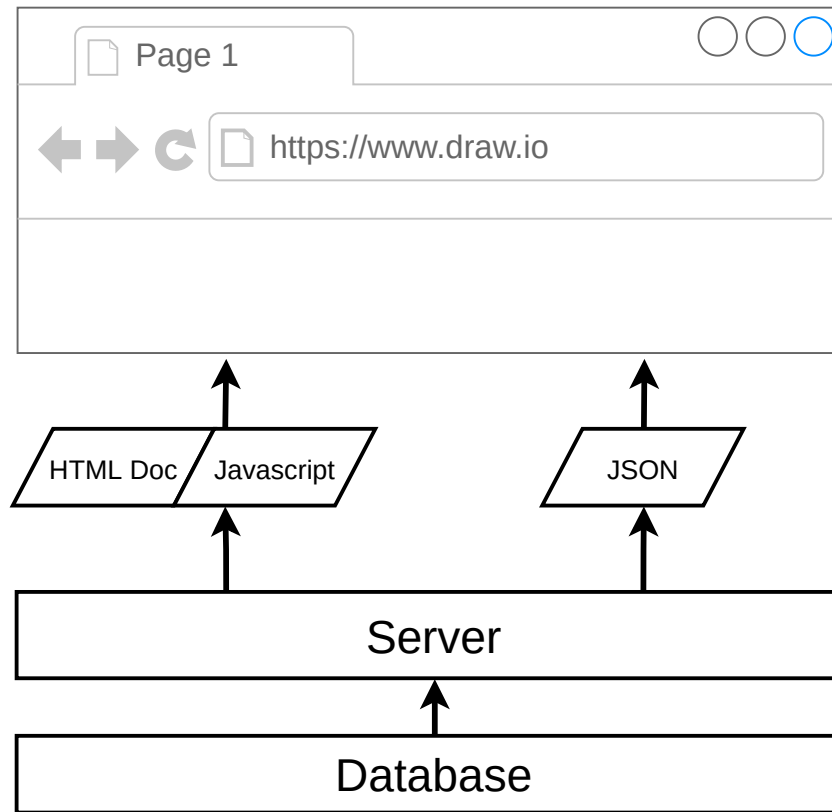 Page 1
https://www.draw.io
HTML Doc
Javascript
JSON
Server
Database